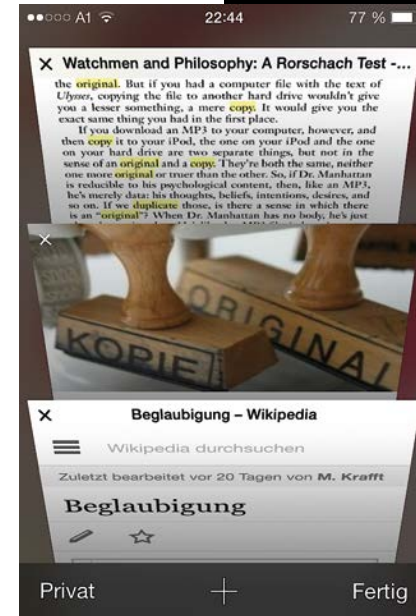 A1 22:44 77 %
Watchmen and Philosophy: A Rorschach Test -...
the original. But if you had a computer file with the text of
Ulysses, copying the file to another hard drive wouldn't give
you a lesser something, a mere copy. It would give you the
exact same thing you had in the first place.
If you download an MP3 to your computer, however, and
then copy it to your iPod, the one on your iPod and the one
on your hard drive are two separate things, but not in the
sense of an original and a copy. They're both the same, neither
one more original or truer than the other. So, if Dr. Manhattan
is reducible to his psychological content, then, like an MP3,
he's merely data: his thoughts, beliefs, intentions, desires, and
so on. If we duplicate those, is there a sense in which there
is an "original"? When Dr. Manhattan has no body, he's just
KOPIE
ORIGINAL
Beglaubigung – Wikipedia
Wikipedia durchsuchen
Zuletzt bearbeitet vor 20 Tagen von M. Krafft
Beglaubigung
Privat
Fertig